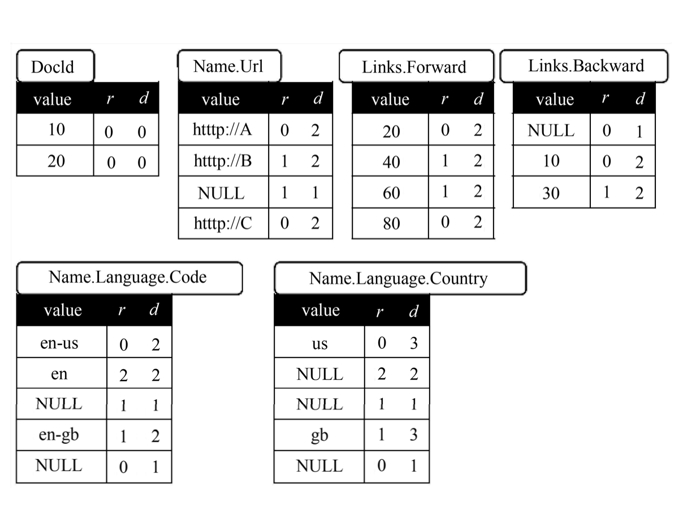 DocId
value r d
10 0 0
20 0 0
Name.Url
value r d
htttp://A 0 2
htttp://B 1 2
NULL 1 1
htttp://C 0 2
Links.Forward
value r d
20 0 2
40 1 2
60 1 2
80 0 2
Links.Backward
value r d
NULL 0 1
10 0 2
30 1 2
Name.Language.Code
value r d
en-us 0 2
en 2 2
NULL 1 1
en-gb 1 2
NULL 0 1
Name.Language.Country
value r d
us 0 3
NULL 2 2
NULL 1 1
gb 1 3
NULL 0 1